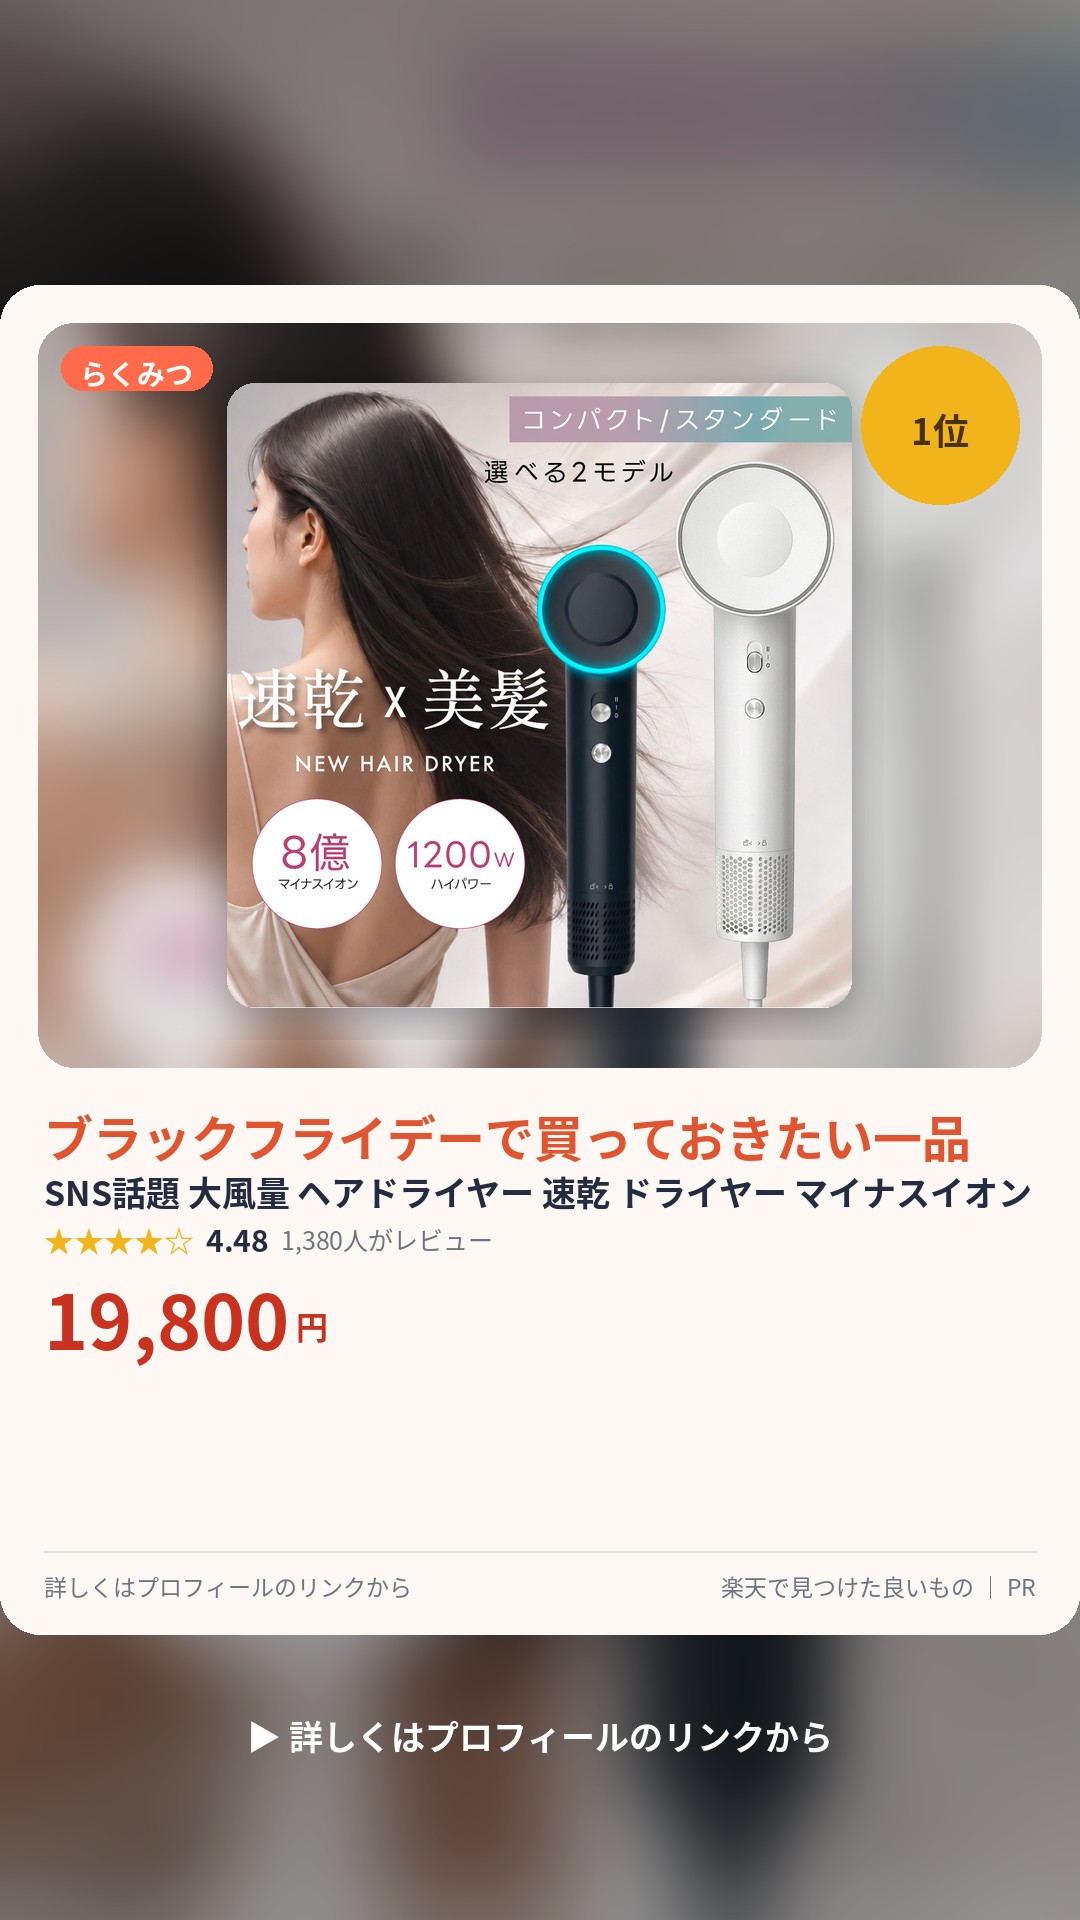 らくみつ
1位
コンパクト/スタンダード
選べる2モデル
速乾 x 美髪
NEW HAIR DRYER
8億
マイナスイオン
1200W
ハイパワー
ブラックフライデーで買っておきたい一品
SNS話題 大風量 ヘアドライヤー 速乾 ドライヤー マイナスイオン
★★★★☆ 4.48 1,380人がレビュー
19,800円
詳しくはプロフィールのリンクから
楽天で見つけた良いもの｜PR
▶ 詳しくはプロフィールのリンクから